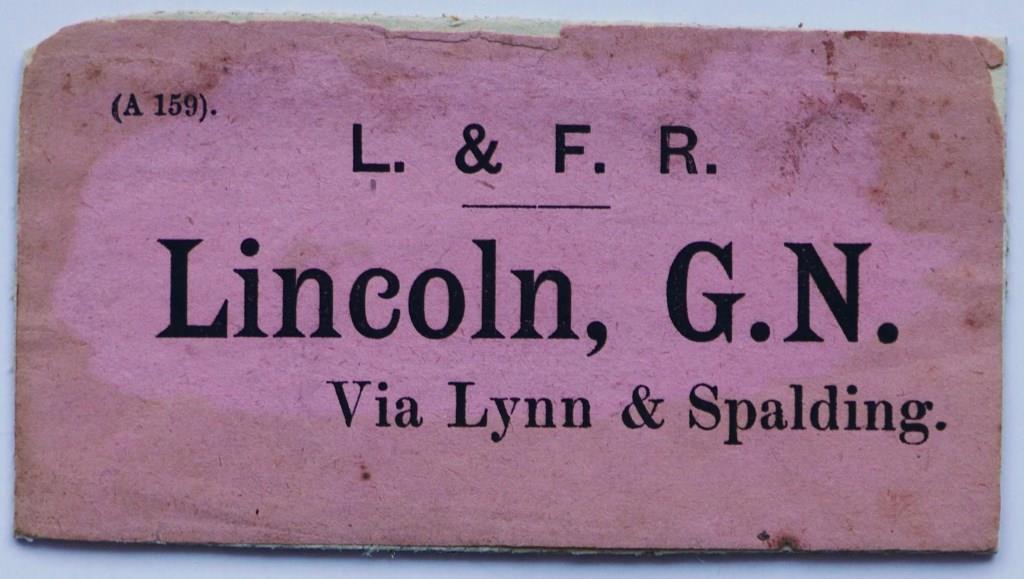 (A 159).
L. & F. R.
Lincoln, G.N.
Via Lynn & Spalding.